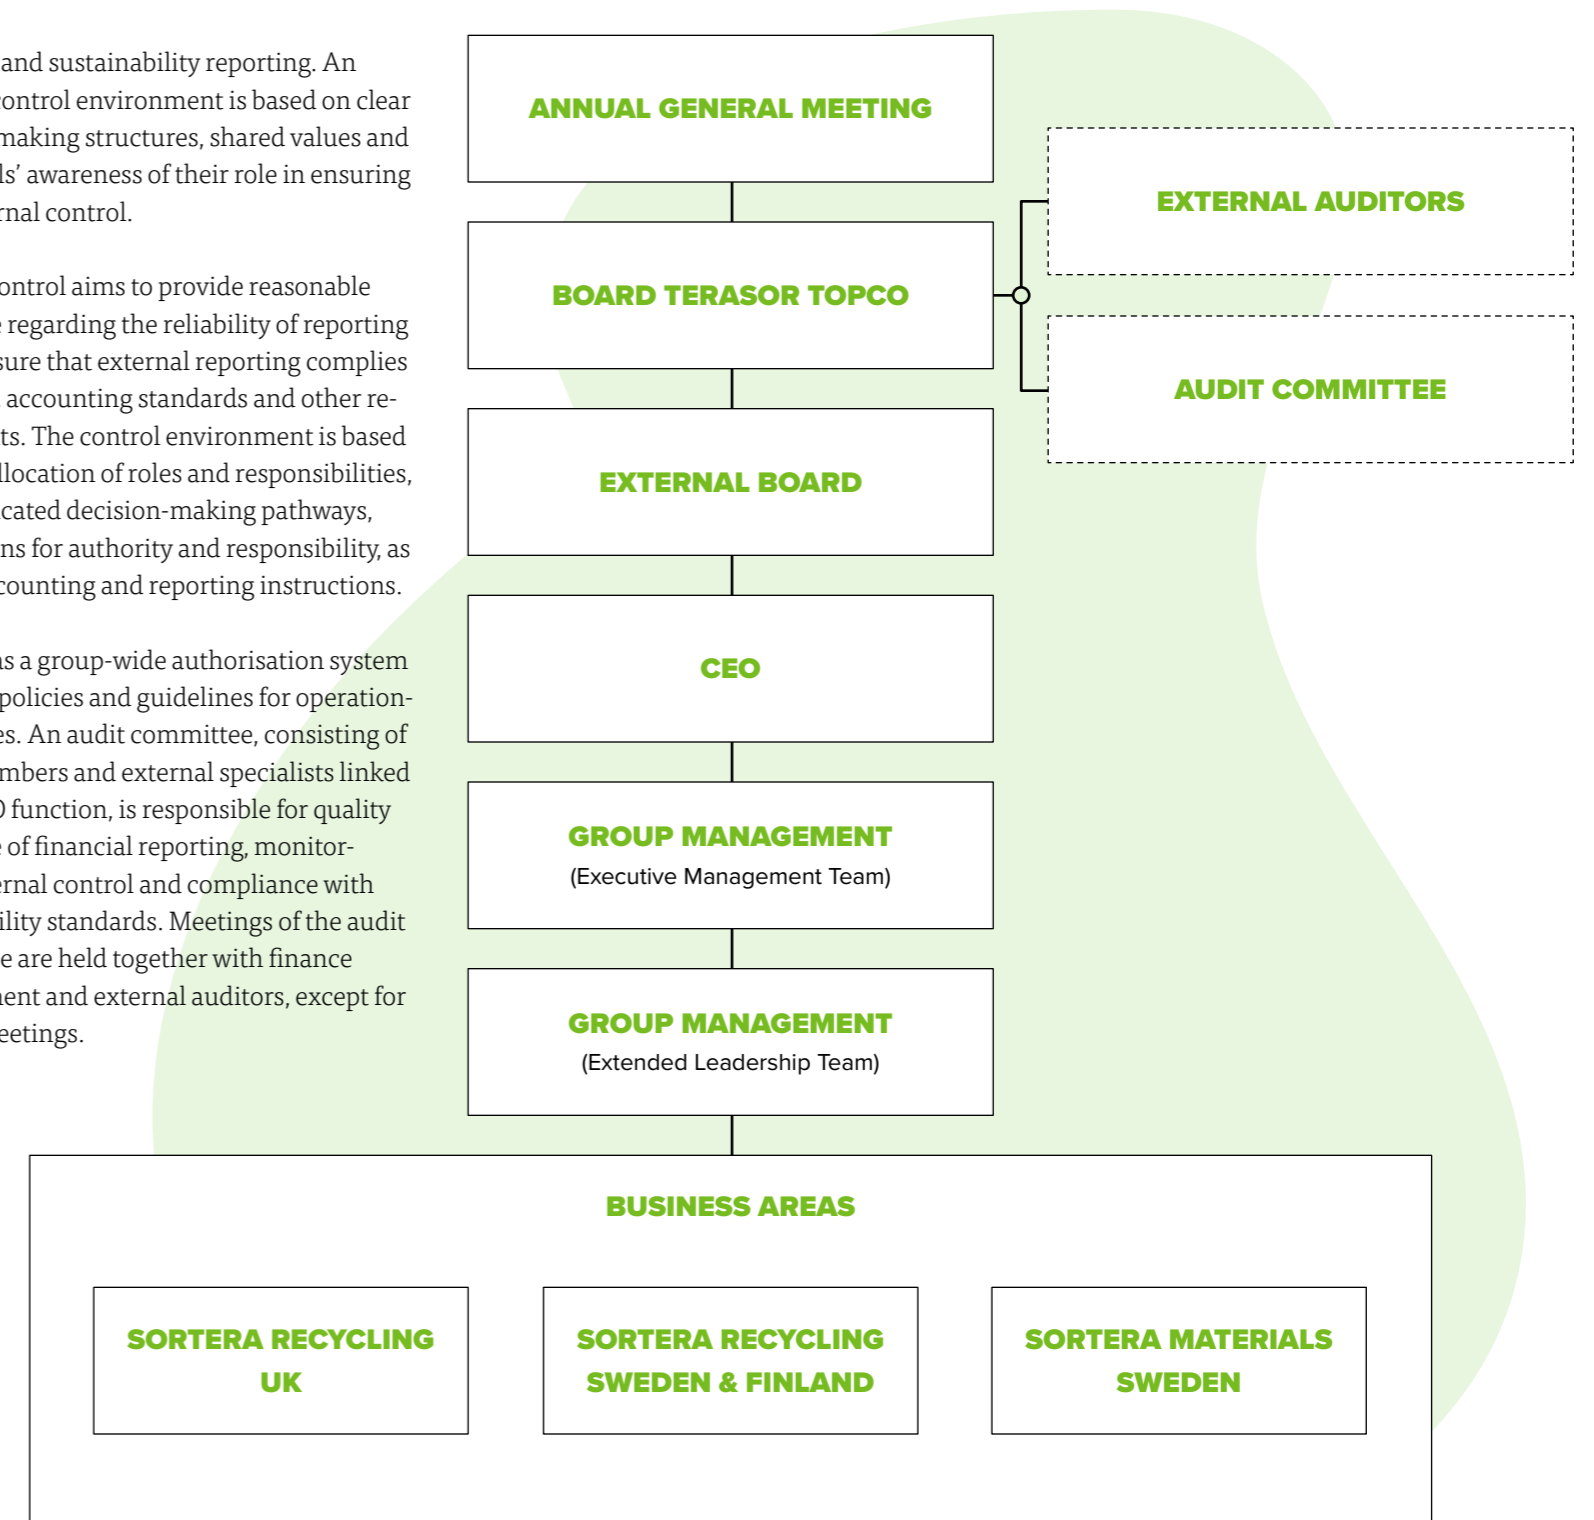 and sustainability reporting. An
control environment is based on clear
making structures, shared values and
ls’ awareness of their role in ensuring
rnal control.
ontrol aims to provide reasonable
e regarding the reliability of reporting
sure that external reporting complies
, accounting standards and other re-
ts. The control environment is based
llocation of roles and responsibilities,
icated decision-making pathways,
ns for authority and responsibility, as
counting and reporting instructions.
as a group-wide authorisation system
policies and guidelines for operation-
es. An audit committee, consisting of
mbers and external specialists linked
O function, is responsible for quality
e of financial reporting, monitor-
ernal control and compliance with
ility standards. Meetings of the audit
e are held together with finance
ment and external auditors, except for
eetings.
ANNUAL GENERAL MEETING
BOARD TERASOR TOPCO
EXTERNAL AUDITORS
AUDIT COMMITTEE
EXTERNAL BOARD
CEO
GROUP MANAGEMENT
(Executive Management Team)
GROUP MANAGEMENT
(Extended Leadership Team)
BUSINESS AREAS
SORTERA RECYCLING
UK
SORTERA RECYCLING
SWEDEN & FINLAND
SORTERA MATERIALS
SWEDEN